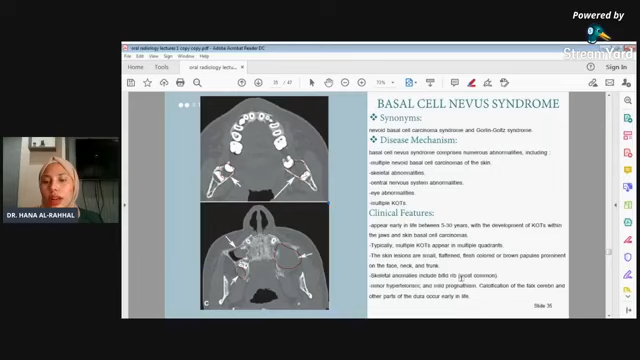 Powered by
StreamYard
oral radiology lectures 1 copy copy.pdf - Adobe Acrobat Reader DC
File Edit View Sign Window Help
Home Tools oral radiology lectu... ×
Sign In
35 / 47
73%
BASAL CELL NEVUS SYNDROME
Synonyms:
nevoid basal cell carcinoma syndrome and Gorlin-Goltz syndrome.
Disease Mechanism:
basal cell nevus syndrome comprises numerous abnormalities, including :
-multiple nevoid basal cell carcinomas of the skin.
-skeletal abnormalities.
-central nervous system abnormalities.
-eye abnormalities.
-multiple KOTs.
Clinical Features:
-appear early in life between 5-30 years, with the development of KOTs within
the jaws and skin basal cell carcinomas.
-Typically, multiple KOTs appear in multiple quadrants.
-The skin lesions are small, flattened, flesh colored or brown papules prominent
on the face, neck, and trunk.
-Skeletal anomalies include bifid rib (most common).
-minor hypertelorism, and mild prognathism. Calcification of the falx cerebri and
other parts of the dura occur early in life.
Slide 35
C
DR. HANA AL-RAHHAL